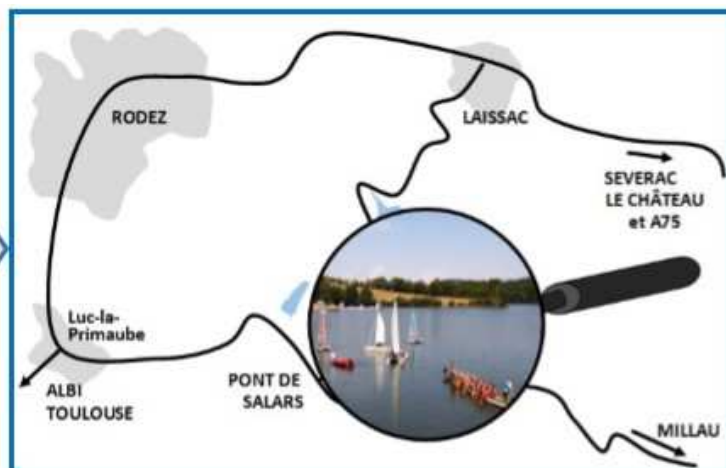 RODEZ
LAISSAC
SEVERAC
LE CHÂTEAU
et A75
Luc-la-
Primaube
ALBI
TOULOUSE
PONT DE
SALARS
MILLAU